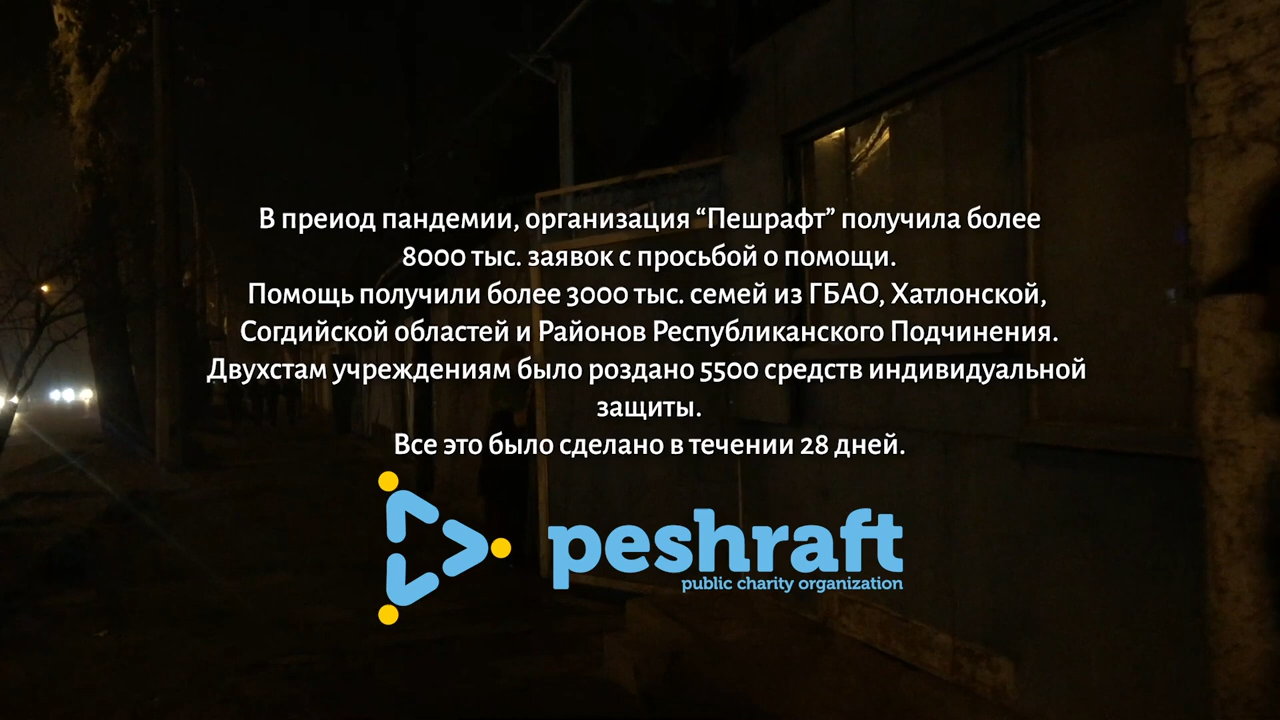 В преиод пандемии, организация “Пешрафт” получила более
8000 тыс. заявок с просьбой о помощи.
Помощь получили более 3000 тыс. семей из ГБАО, Хатлонской,
Согдийской областей и Районов Республиканского Подчинения.
Двухстам учреждениям было роздано 5500 средств индивидуальной
защиты.
Все это было сделано в течении 28 дней.
peshraft
public charity organization